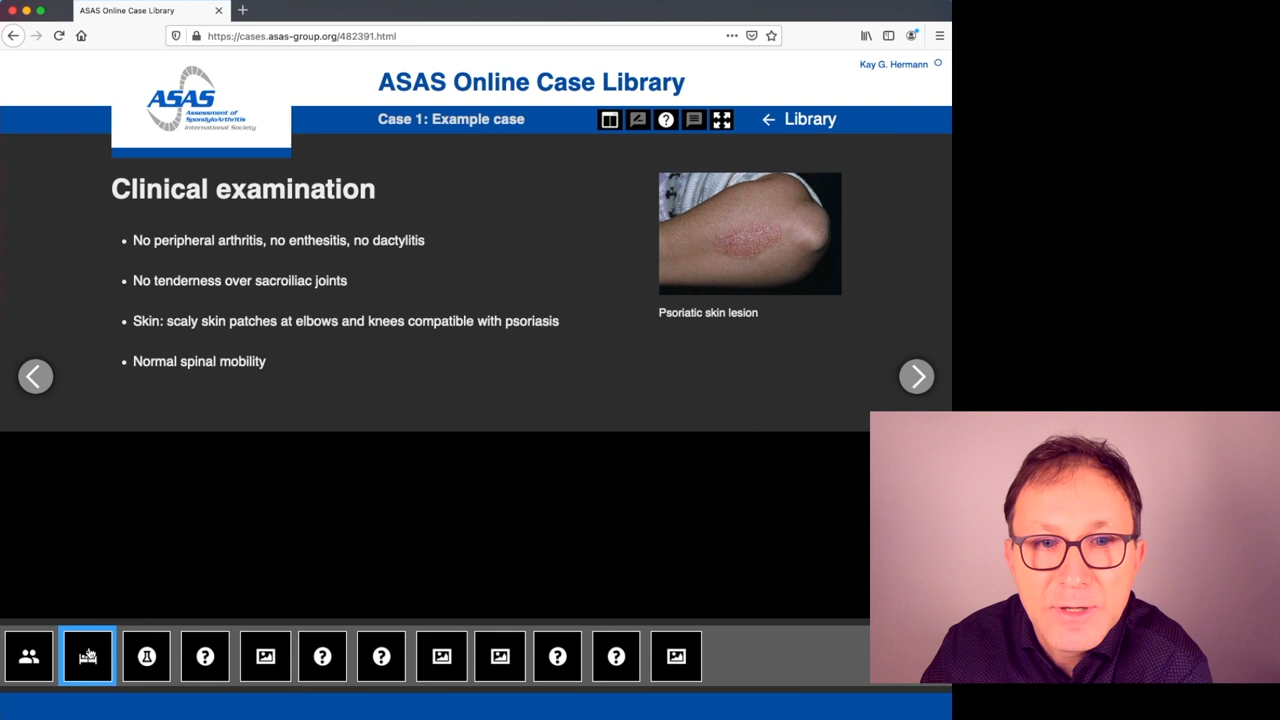 ASAS Online Case Library
https://cases.asas-group.org/482391.html
Kay G. Hermann
ASAS Online Case Library
ASAS
Assessment of
SpondyloArthritis
International Society
Case 1: Example case
Library
Clinical examination
• No peripheral arthritis, no enthesitis, no dactylitis
• No tenderness over sacroiliac joints
• Skin: scaly skin patches at elbows and knees compatible with psoriasis
• Normal spinal mobility
Psoriatic skin lesion